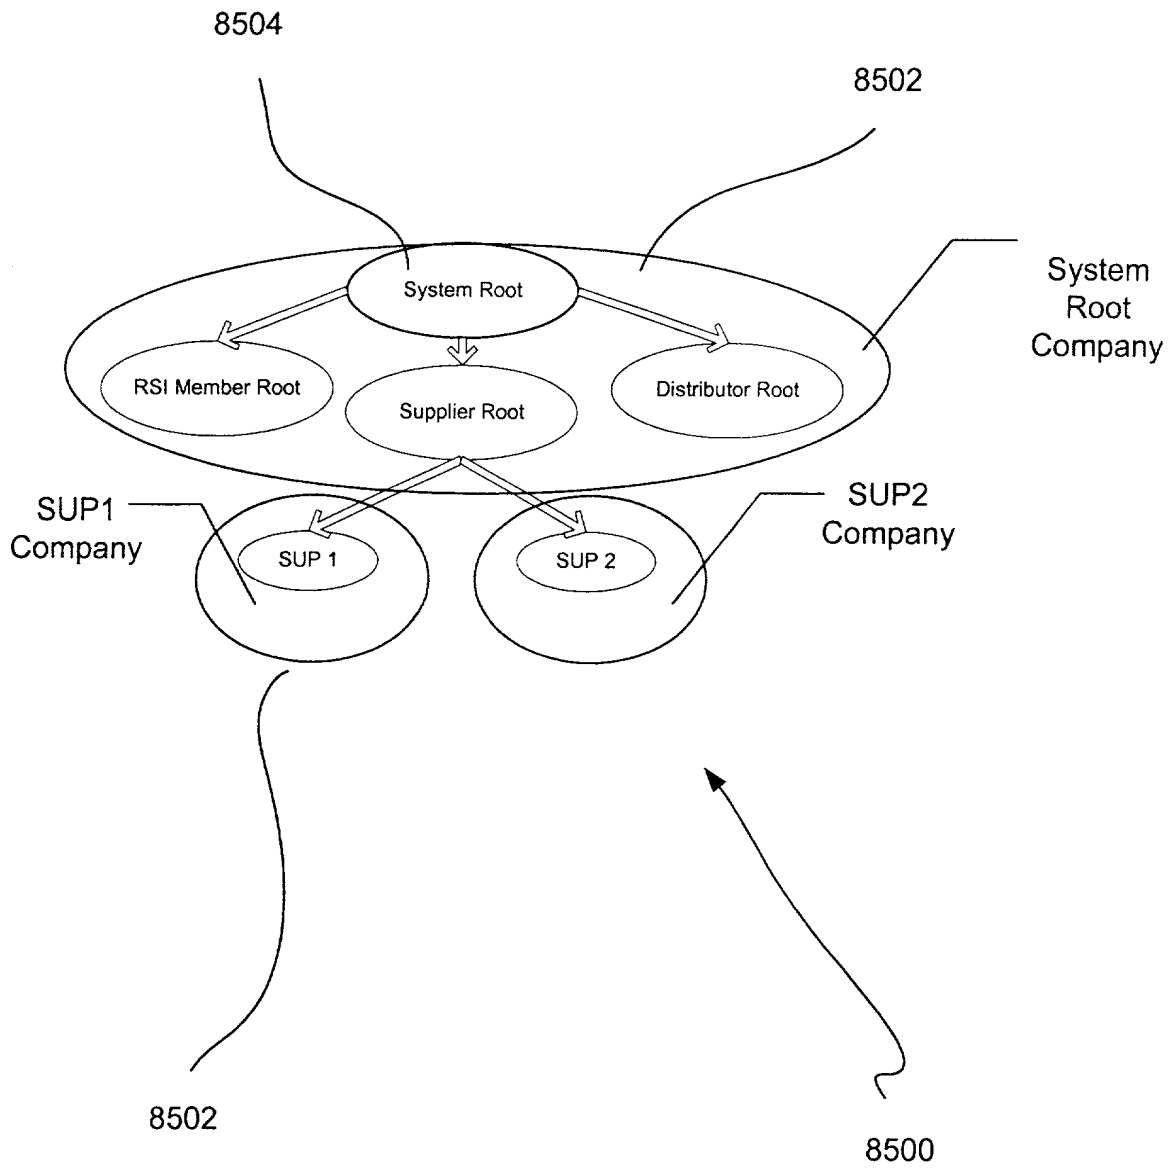 8504
8502
System Root
System
Root
Company
RSI Member Root
Supplier Root
Distributor Root
SUP1
Company
SUP2
Company
SUP 1
SUP 2
8502
8500